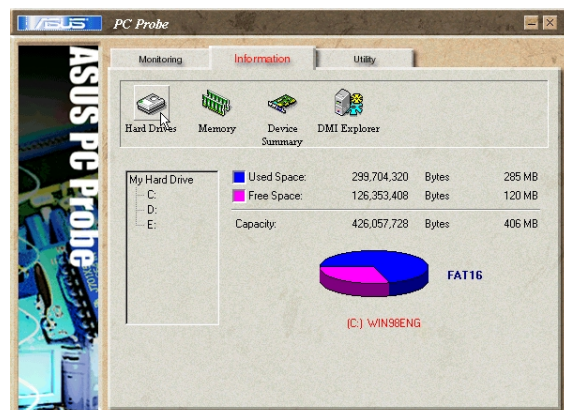 ASUS PC Probe
ASUS PC Probe
Monitoring Information Utility
Hard Drives Memory Device Summary DMI Explorer
My Hard Drive
C:
D:
E:
Used Space: 299,704,320 Bytes 285 MB
Free Space: 126,353,408 Bytes 120 MB
Capacity: 426,057,728 Bytes 406 MB
FAT16
(C:) WIN98ENG